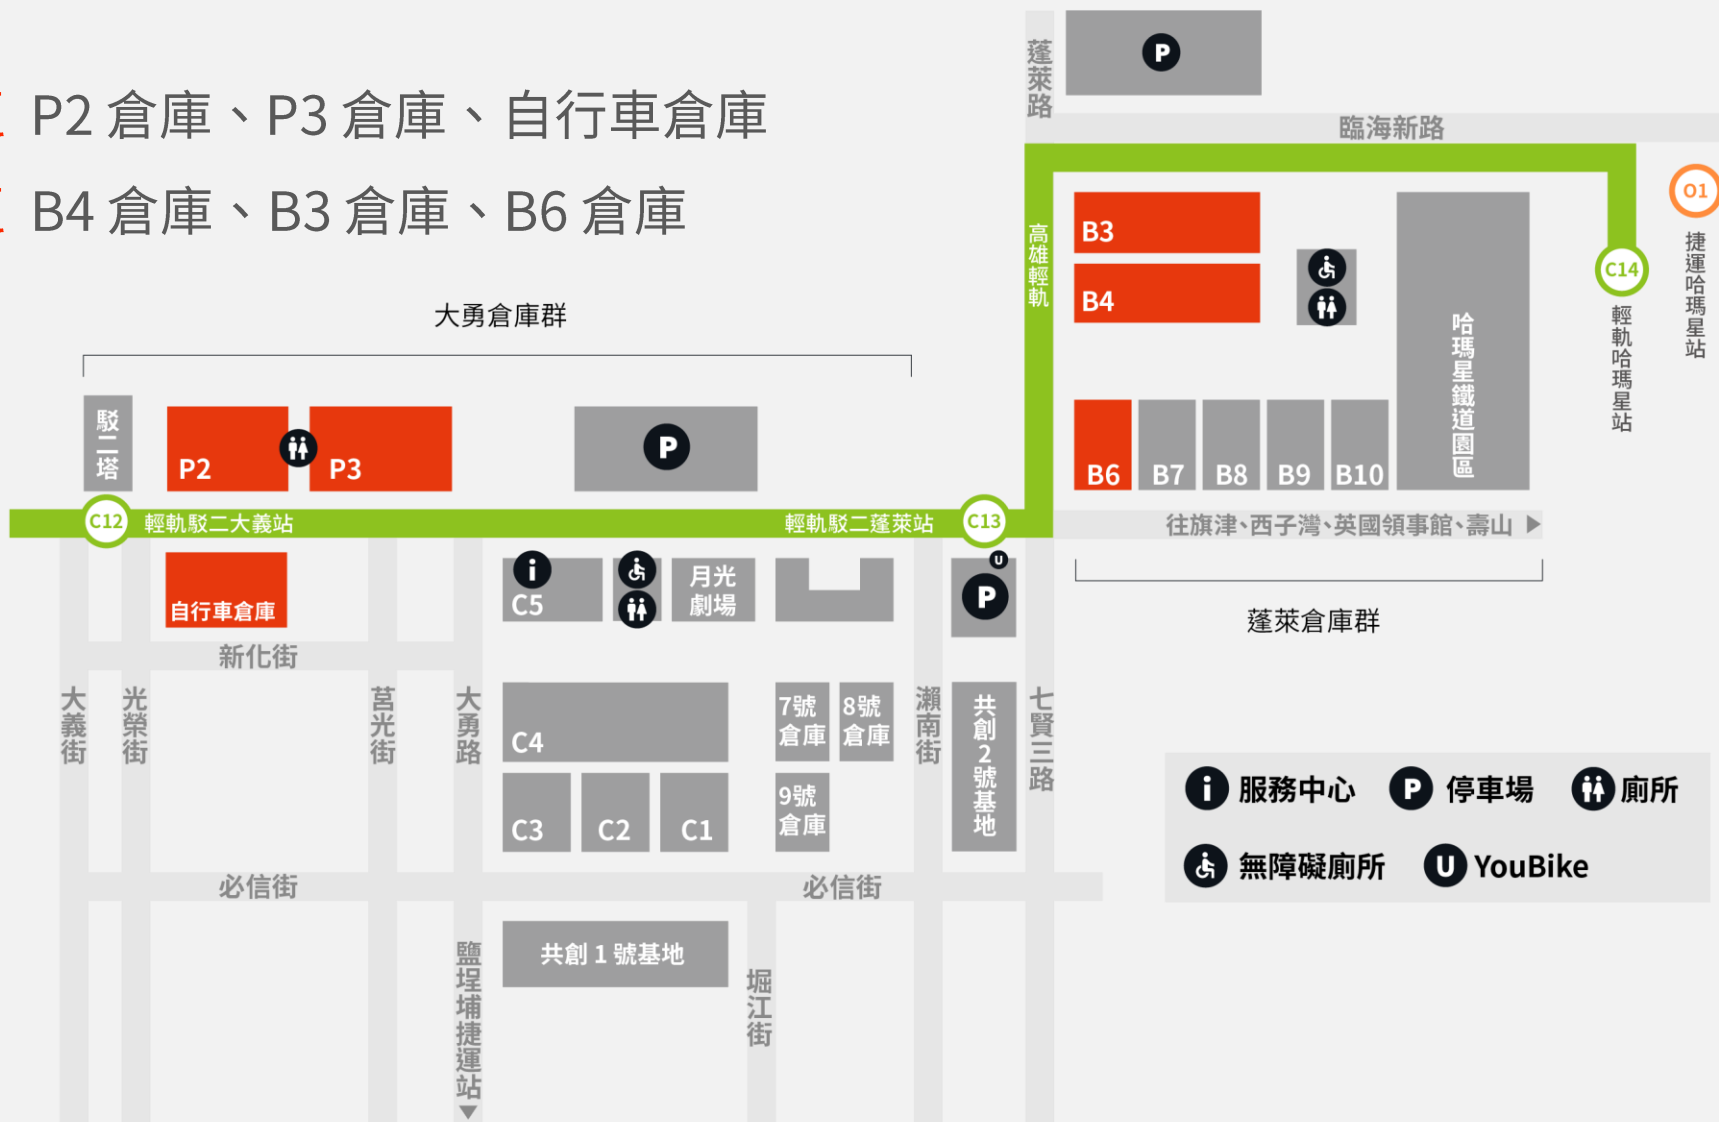 P2 倉庫、P3 倉庫、自行車倉庫
B4 倉庫、B3 倉庫、B6 倉庫
蓬萊路
P
臨海新路
O1
捷運哈瑪星站
高雄輕軌
B3
B4
C14
輕軌哈瑪星站
哈瑪星鐵道園區
大勇倉庫群
駁二塔
P2
P3
P
B6
B7
B8
B9
B10
C12
輕軌駁二大義站
輕軌駁二蓬萊站
C13
往旗津、西子灣、英國領事館、壽山
蓬萊倉庫群
自行車倉庫
i
C5
月光
劇場
U
P
新化街
大義街
光榮街
莒光街
大勇路
C4
7號
倉庫
8號
倉庫
瀨南街
共創2號基地
七賢三路
C3
C2
C1
9號
倉庫
必信街
必信街
共創 1 號基地
鹽埕埔捷運站
堀江街
i 服務中心
P 停車場
廁所
無障礙廁所
U YouBike